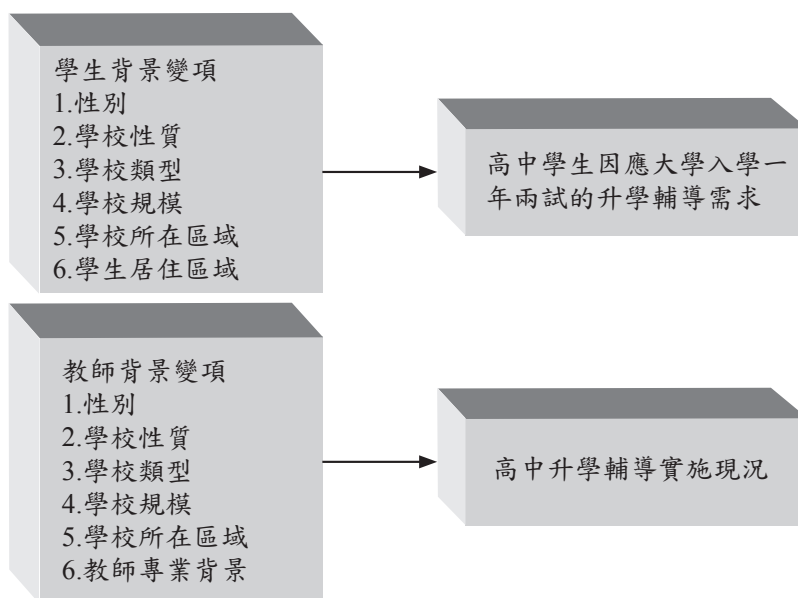 學生背景變項
1.性別
2.學校性質
3.學校類型
4.學校規模
5.學校所在區域
6.學生居住區域
高中學生因應大學入學一
年兩試的升學輔導需求
教師背景變項
1.性別
2.學校性質
3.學校類型
4.學校規模
5.學校所在區域
6.教師專業背景
高中升學輔導實施現況